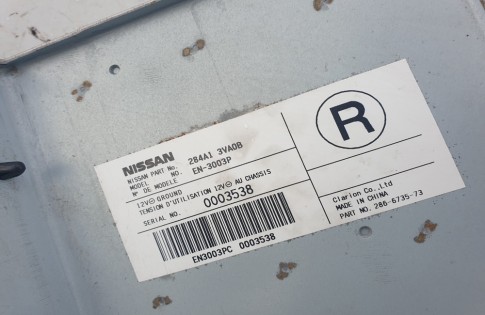 NISSAN
NISSAN PART No. 284A1 3VA0B
MODEL NO. EN-3003P
Nº DE MODELE
12V⊝ GROUND
TENSION D'UTILISATION 12V⊝ AU CHASSIS
SERIAL NO. 0003538
EN3003PC 0003538
R
Clarion Co.,Ltd
MADE IN CHINA
PART NO. 286-6735-73